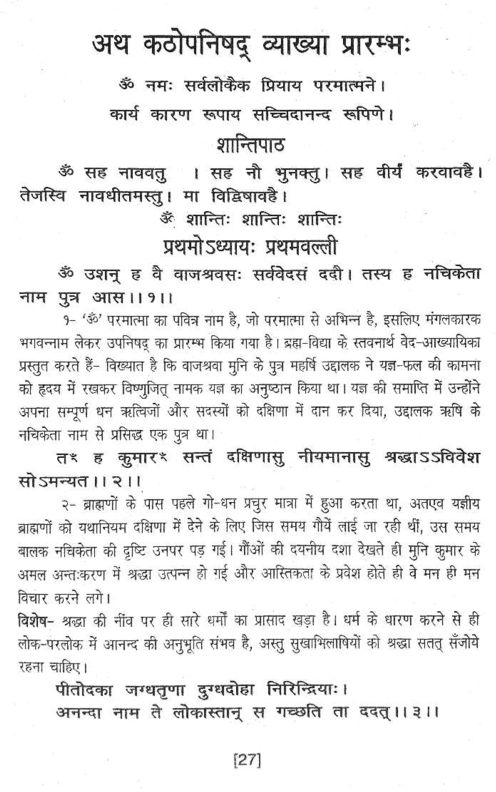 अथ कठोपनिषद् व्याख्या प्रारम्भः
ॐ नमः सर्वलोकैक प्रियाय परमात्मने।
कार्य कारण रूपाय सच्चिदानन्द रूपिणे।
शान्तिपाठ
ॐ सह नाववतु । सह नौ भुनक्तु। सह वीर्यं करवावहै।
तेजस्वि नावधीतमस्तु। मा विद्विषावहै।
ॐ शान्तिः शान्तिः शान्तिः
प्रथमोऽध्यायः प्रथमवल्ली
ॐ उशन् ह वै वाजश्रवसः सर्ववेदसं ददी। तस्य ह नचिकेता
नाम पुत्र आस।।१।।
१- ‘ॐ’ परमात्मा का पवित्र नाम है, जो परमात्मा से अभिन्न है, इसलिए मंगलकारक
भगवन्नाम लेकर उपनिषद् का प्रारम्भ किया गया है। ब्रह्म-विद्या के स्तवनार्थ वेद-आख्यायिका
प्रस्तुत करते हैं- विख्यात है कि वाजश्रवा मुनि के पुत्र महर्षि उद्दालक ने यज्ञ-फल की कामना
को हृदय में रखकर विष्णुजित् नामक यज्ञ का अनुष्ठान किया था। यज्ञ की समाप्ति में उन्होंने
अपना सम्पूर्ण धन ऋत्विजों और सदस्यों को दक्षिणा में दान कर दिया, उद्दालक ऋषि के
नचिकेता नाम से प्रसिद्ध एक पुत्र था।
तꣳ ह कुमारꣳ सन्तं दक्षिणासु नीयमानासु श्रद्धाऽऽविवेश
सोऽमन्यत।।२।।
२- ब्राह्मणों के पास पहले गो-धन प्रचुर मात्रा में हुआ करता था, अतएव यज्ञीय
ब्राह्मणों को यथानियम दक्षिणा में देने के लिए जिस समय गौयें लाई जा रही थीं, उस समय
बालक नचिकेता की दृष्टि उनपर पड़ गई। गौंओं की दयनीय दशा देखते ही मुनि कुमार के
अमल अन्तःकरण में श्रद्धा उत्पन्न हो गई और आस्तिकता के प्रवेश होते ही वे मन ही मन
विचार करने लगे।
विशेष- श्रद्धा की नींव पर ही सारे धर्मों का प्रासाद खड़ा है। धर्म के धारण करने से ही
लोक-परलोक में आनन्द की अनुभूति संभव है, अस्तु सुखाभिलाषियों को श्रद्धा सतत् सँजोये
रहना चाहिए।
पीतोदका जग्धतृणा दुग्धदोहा निरिन्द्रियाः।
अनन्दा नाम ते लोकास्तान् स गच्छति ता ददत्।।३।।
[27]